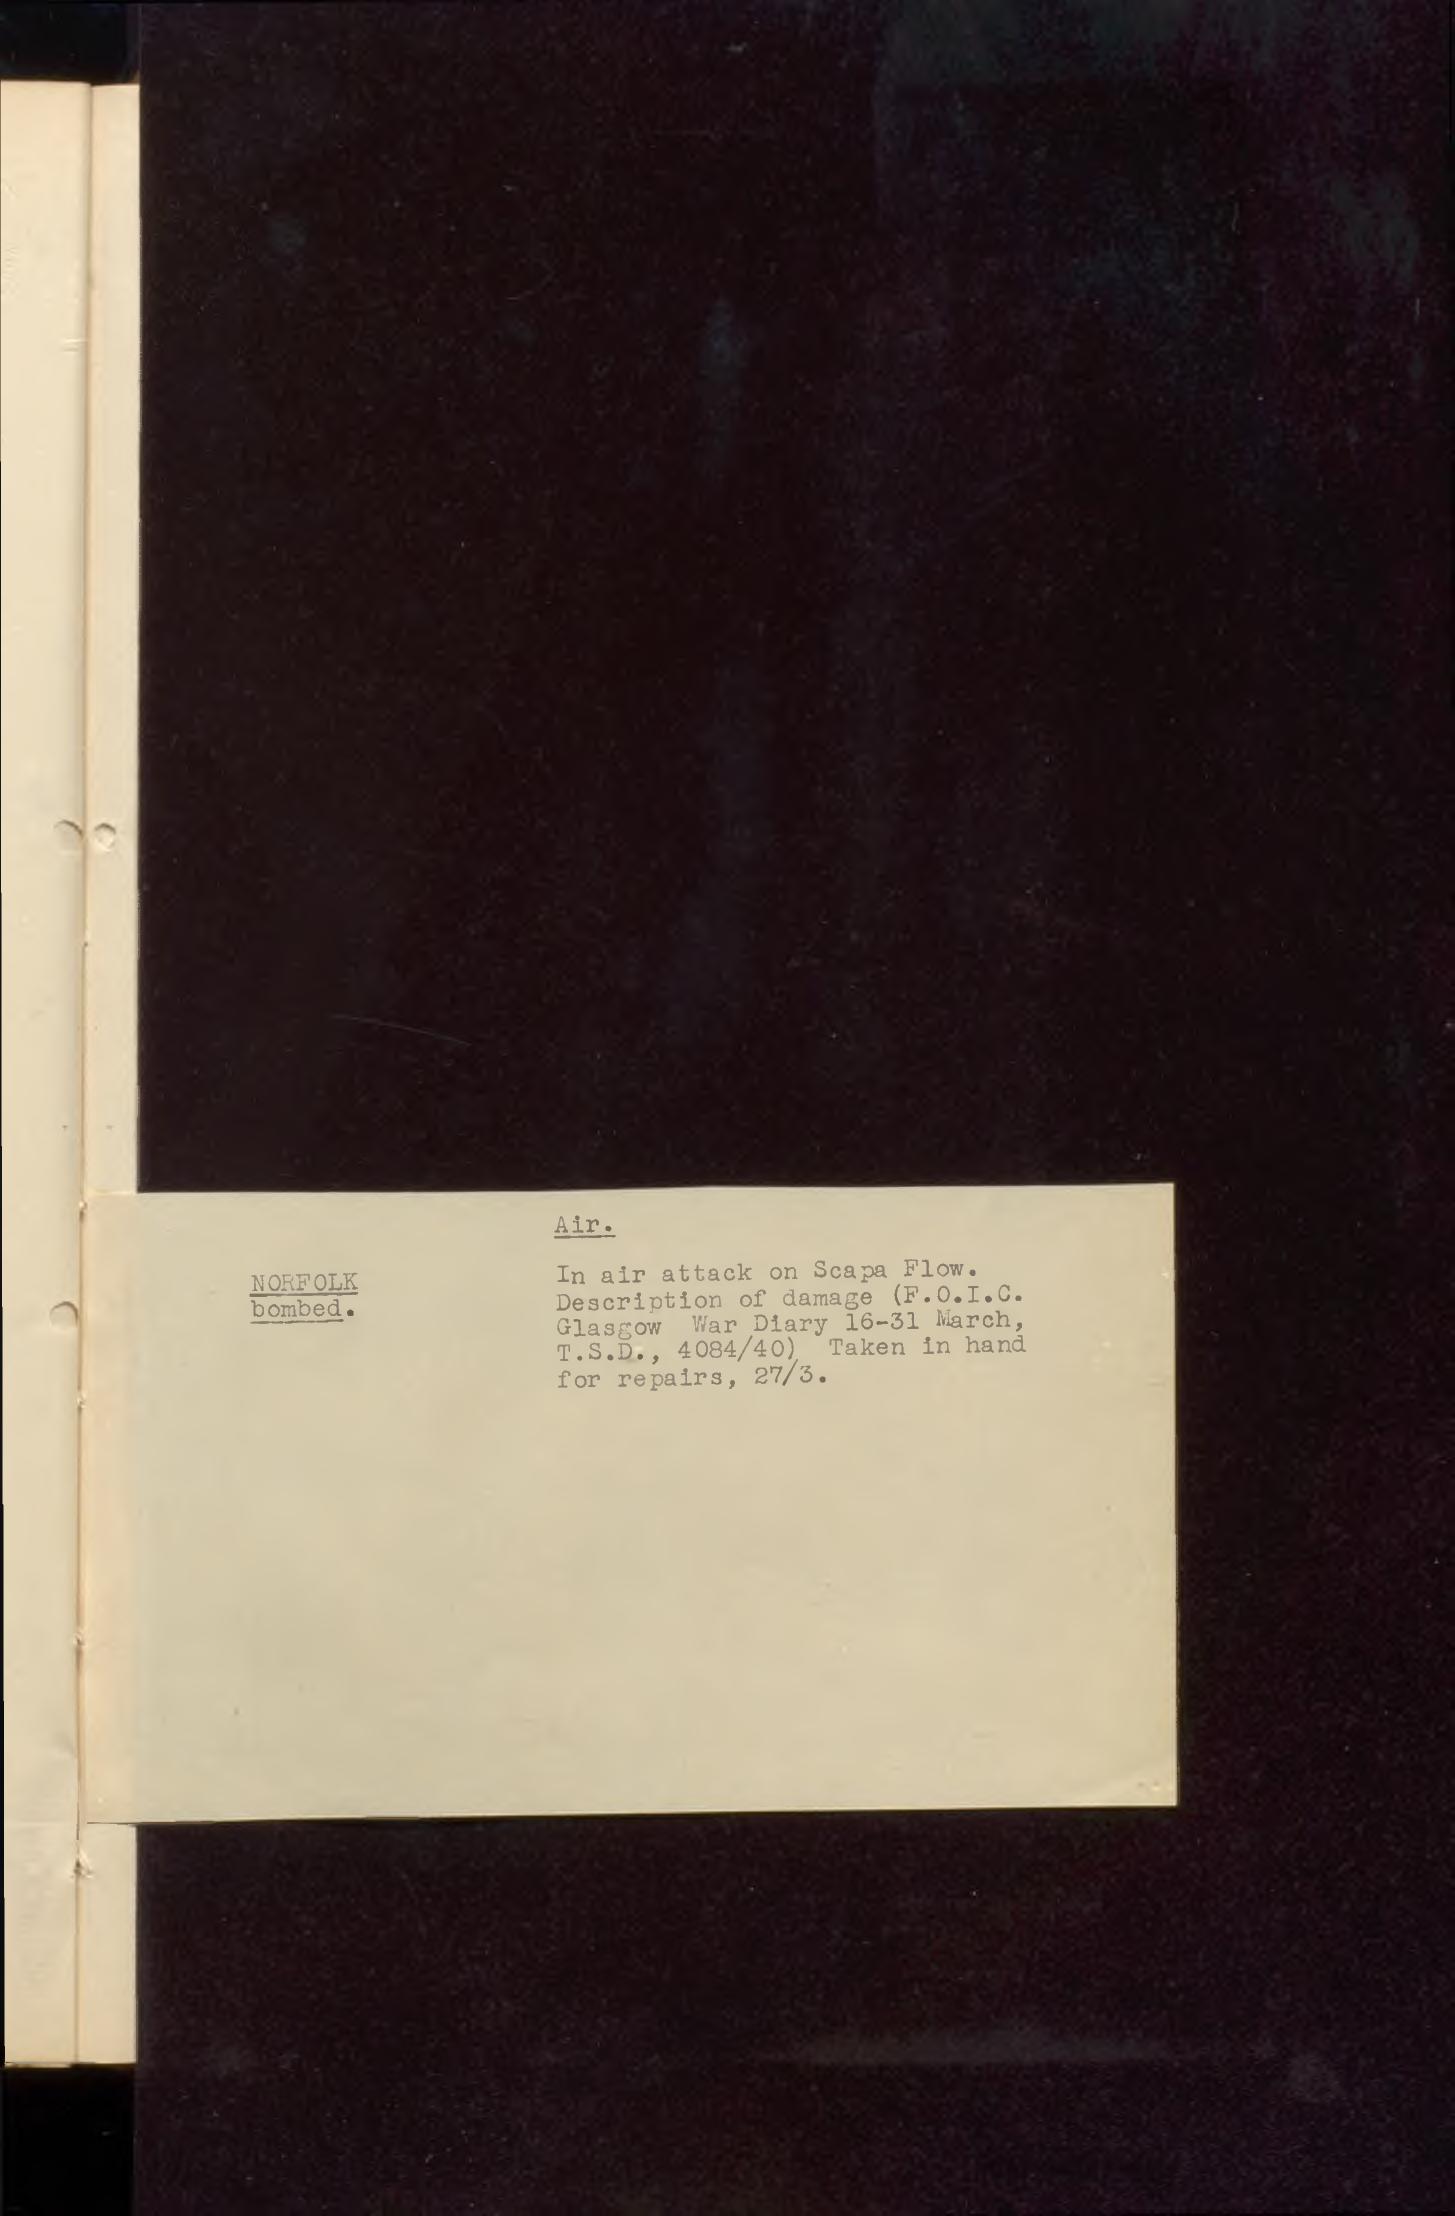 Air.
NORFOLK
bombed.
In air attack on Scapa Flow.
Description of damage (F.O.I.C.
Glasgow War Diary 16-31 March,
T.S.D., 4084/40) Taken in hand
for repairs, 27/3.